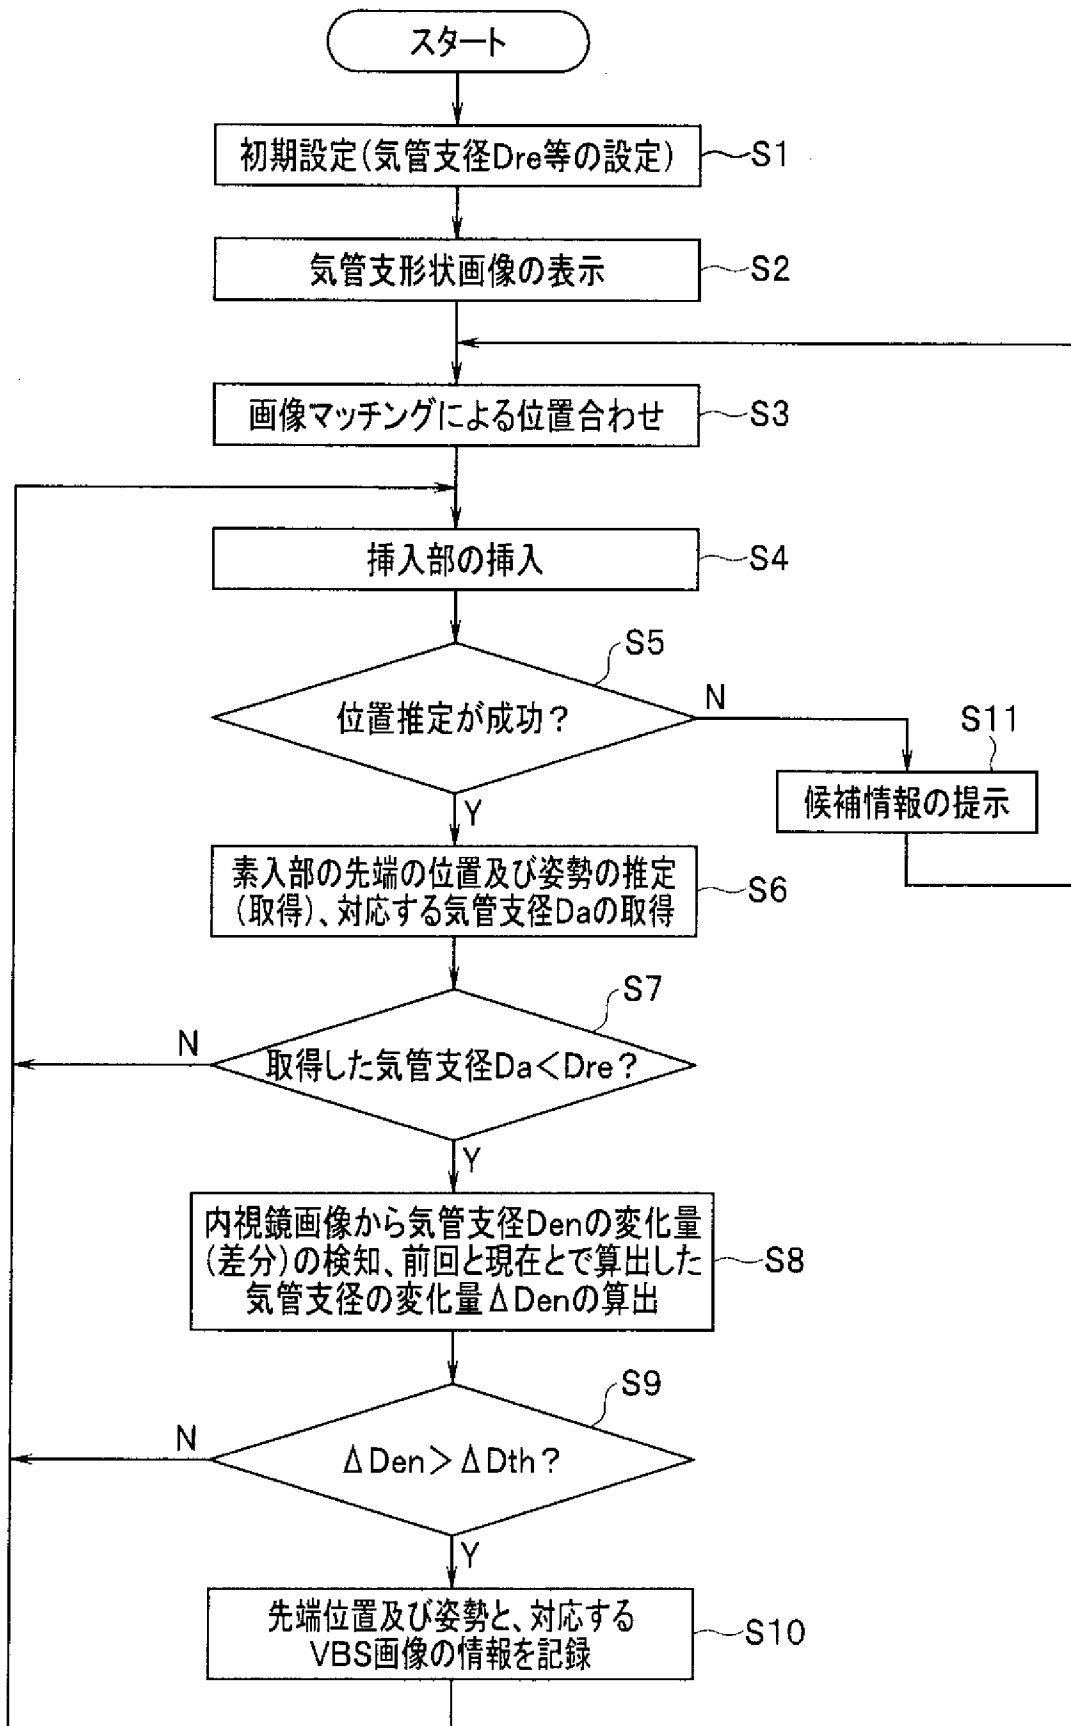 スタート
初期設定(気管支径Dre等の設定)
S1
気管支形状画像の表示
S2
画像マッチングによる位置合わせ
S3
挿入部の挿入
S4
S5
位置推定が成功?
N
S11
候補情報の提示
Y
素入部の先端の位置及び姿勢の推定
(取得)、対応する気管支径Daの取得
S6
S7
取得した気管支径Da<Dre?
N
Y
内視鏡画像から気管支径Denの変化量
(差分)の検知、前回と現在とで算出した
気管支径の変化量ΔDenの算出
S8
S9
ΔDen>ΔDth?
N
Y
先端位置及び姿勢と、対応する
VBS画像の情報を記録
S10